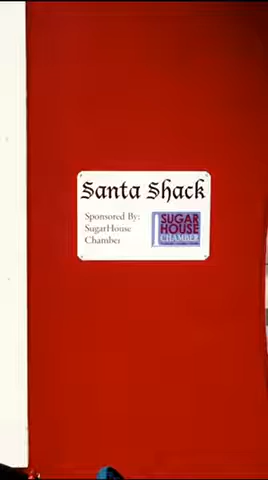 Santa Shack
Sponsored By:
SugarHouse
Chamber
SUGAR
HOUSE
CHAMBER